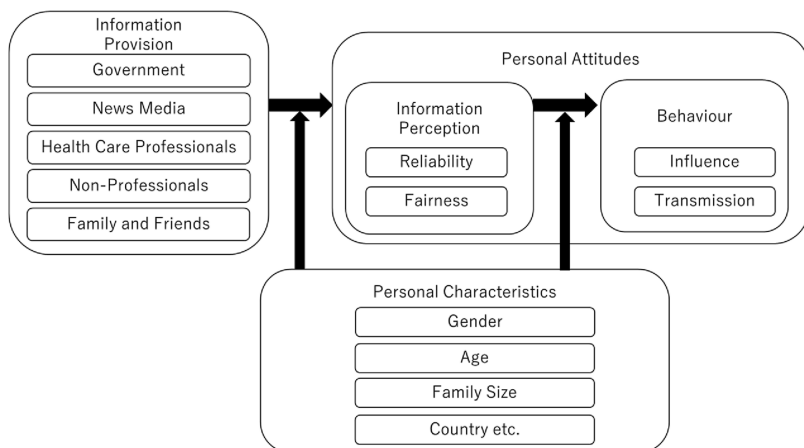 Information
Provision
Government
News Media
Health Care Professionals
Non-Professionals
Family and Friends
Personal Attitudes
Information
Perception
Reliability
Fairness
Behaviour
Influence
Transmission
Personal Characteristics
Gender
Age
Family Size
Country etc.